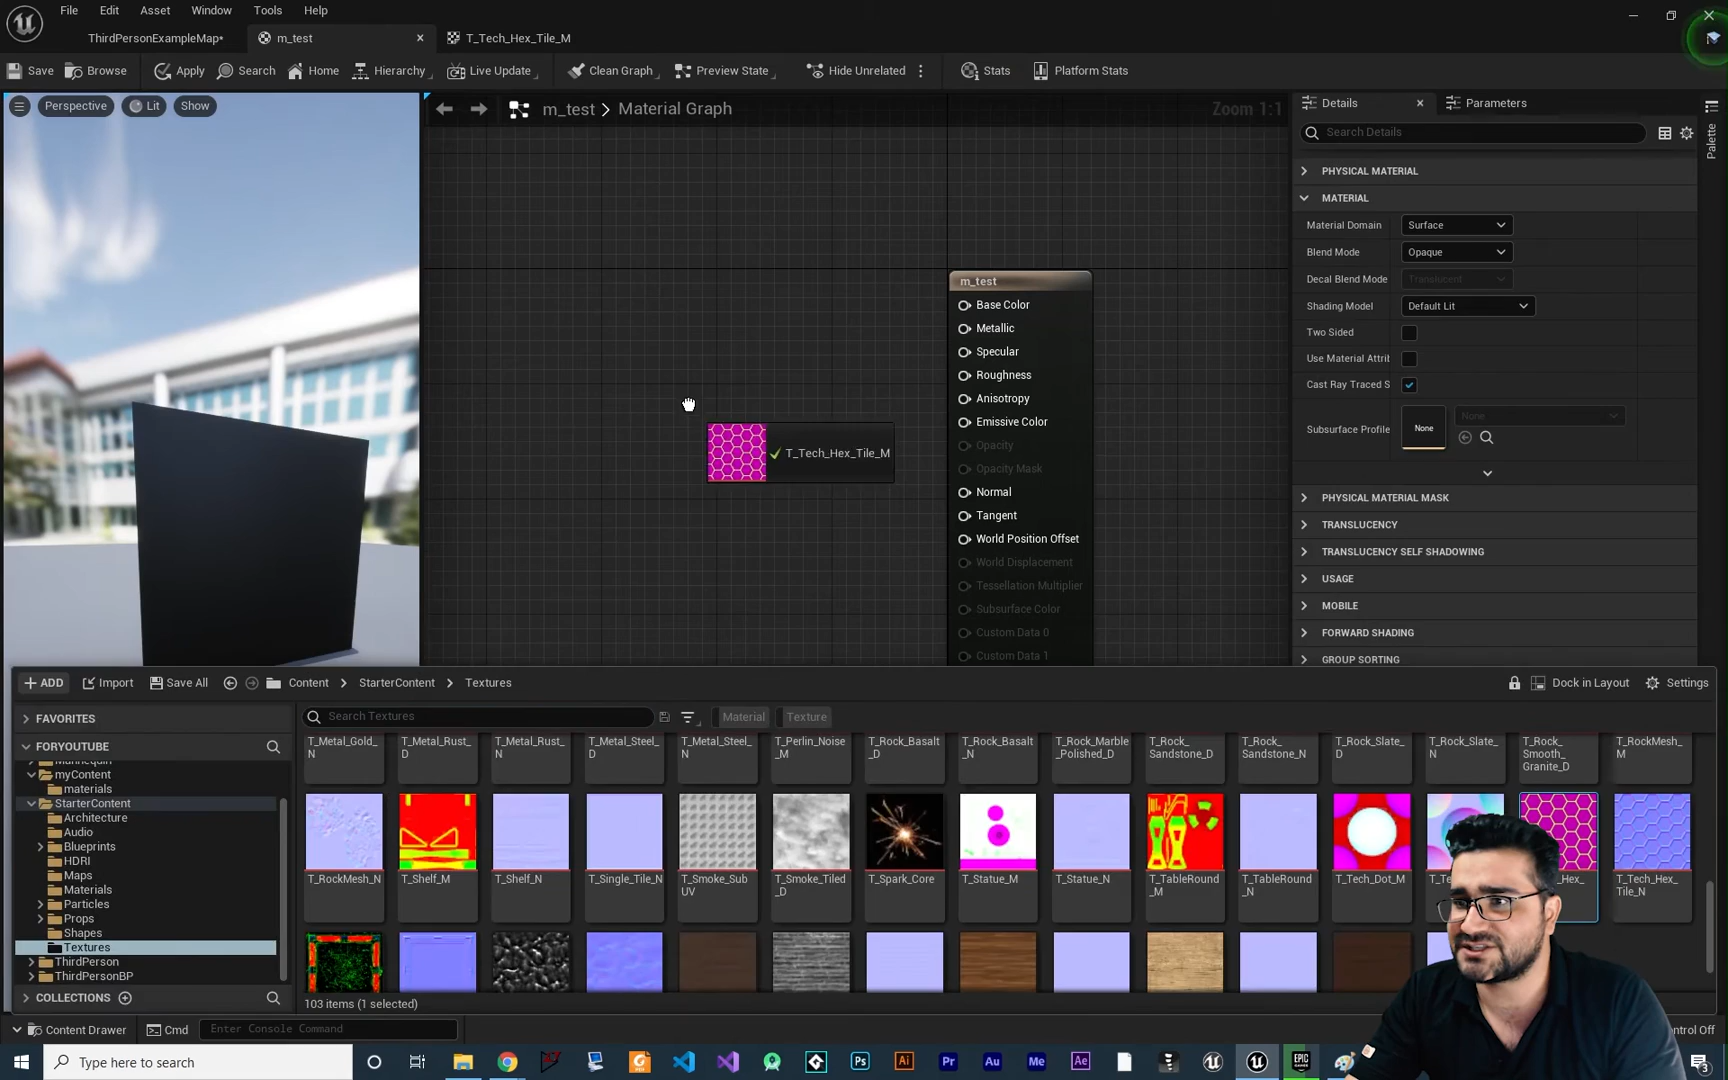 File Edit Asset Window Tools Help
ThirdPersonExampleMap* m_test T_Tech_Hex_Tile_M
Save Browse Apply Search Home Hierarchy Live Update Clean Graph Preview State Hide Unrelated Stats Platform Stats
Perspective Lit Show
m_test > Material Graph
Zoom 1:1
Details Parameters
Palette
Search Details
PHYSICAL MATERIAL
MATERIAL
Material Domain Surface
Blend Mode Opaque
Decal Blend Mode Translucent
Shading Model Default Lit
Two Sided
Use Material Attrib
Cast Ray Traced S
Subsurface Profile None None
PHYSICAL MATERIAL MASK
TRANSLUCENCY
TRANSLUCENCY SELF SHADOWING
USAGE
MOBILE
FORWARD SHADING
GROUP SORTING
m_test
Base Color
Metallic
Specular
Roughness
Anisotropy
Emissive Color
Opacity
Opacity Mask
Normal
Tangent
World Position Offset
World Displacement
Tessellation Multiplier
Subsurface Color
Custom Data 0
Custom Data 1
T_Tech_Hex_Tile_M
ADD Import Save All Content StarterContent Textures
Dock in Layout Settings
FAVORITES
FORYOUTUBE
myContent
materials
StarterContent
Architecture
Audio
Blueprints
HDRI
Maps
Materials
Particles
Props
Shapes
Textures
ThirdPerson
ThirdPersonBP
COLLECTIONS
Search Textures
Material Texture
T_Metal_Gold_N
T_Metal_Rust_D
T_Metal_Rust_N
T_Metal_Steel_D
T_Metal_Steel_N
T_Perlin_Noise_M
T_Rock_Basalt_D
T_Rock_Basalt_N
T_Rock_Marble_Polished_D
T_Rock_Sandstone_D
T_Rock_Sandstone_N
T_Rock_Slate_D
T_Rock_Slate_N
T_Rock_Smooth_Granite_D
T_RockMesh_M
T_RockMesh_N
T_Shelf_M
T_Shelf_N
T_Single_Tile_N
T_Smoke_SubUV
T_Smoke_Tiled_D
T_Spark_Core
T_Statue_M
T_Statue_N
T_TableRound_M
T_TableRound_N
T_Tech_Dot_M
T_Tech_Hex_Tile_N
103 items (1 selected)
Content Drawer Cmd Enter Console Command
Type here to search
Ps Ai Pr Au Me Ae
EPIC
3